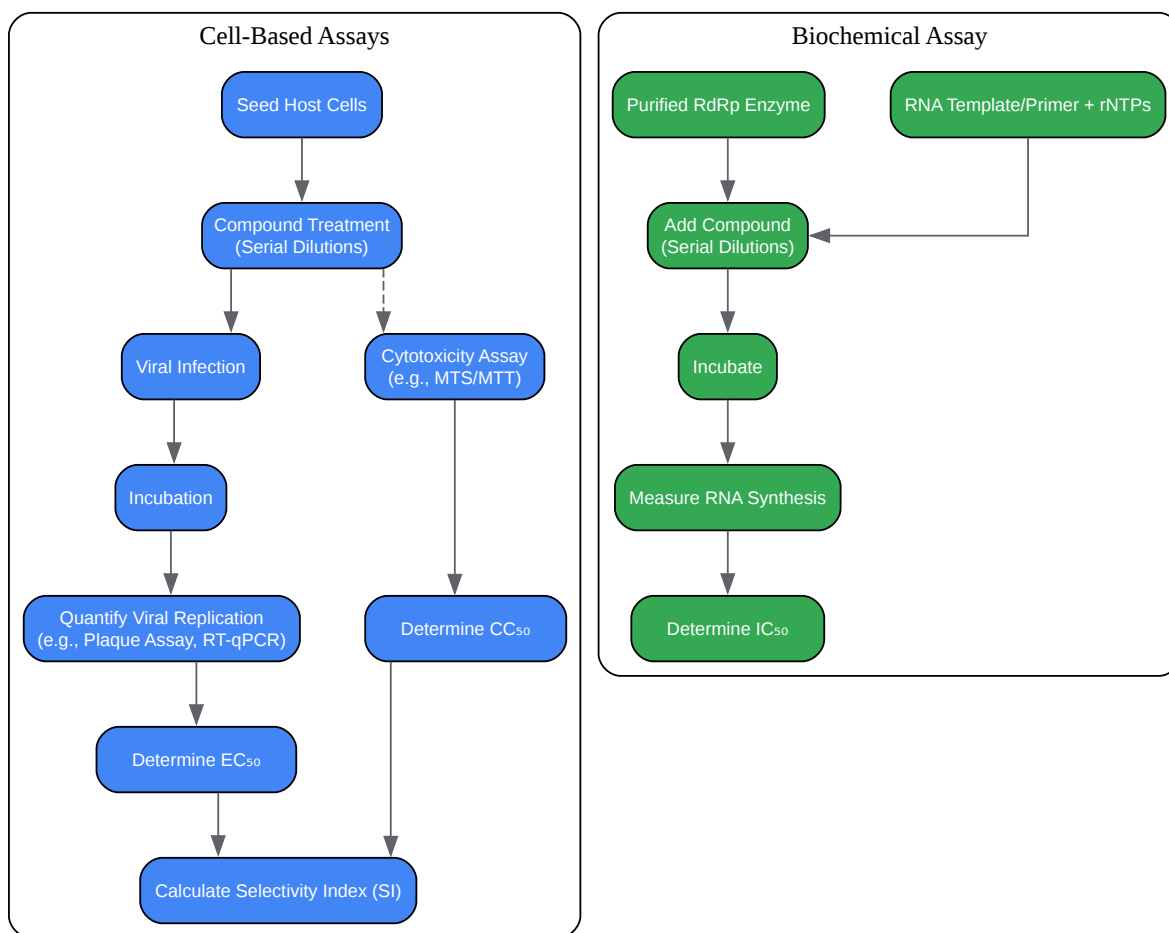 Cell-Based Assays
Seed Host Cells
Compound Treatment
(Serial Dilutions)
Viral Infection
Cytotoxicity Assay
(e.g., MTS/MTT)
Incubation
Quantify Viral Replication
(e.g., Plaque Assay, RT-qPCR)
Determine CC₅₀
Determine EC₅₀
Calculate Selectivity Index (SI)
Biochemical Assay
Purified RdRp Enzyme
RNA Template/Primer + rNTPs
Add Compound
(Serial Dilutions)
Incubate
Measure RNA Synthesis
Determine IC₅₀